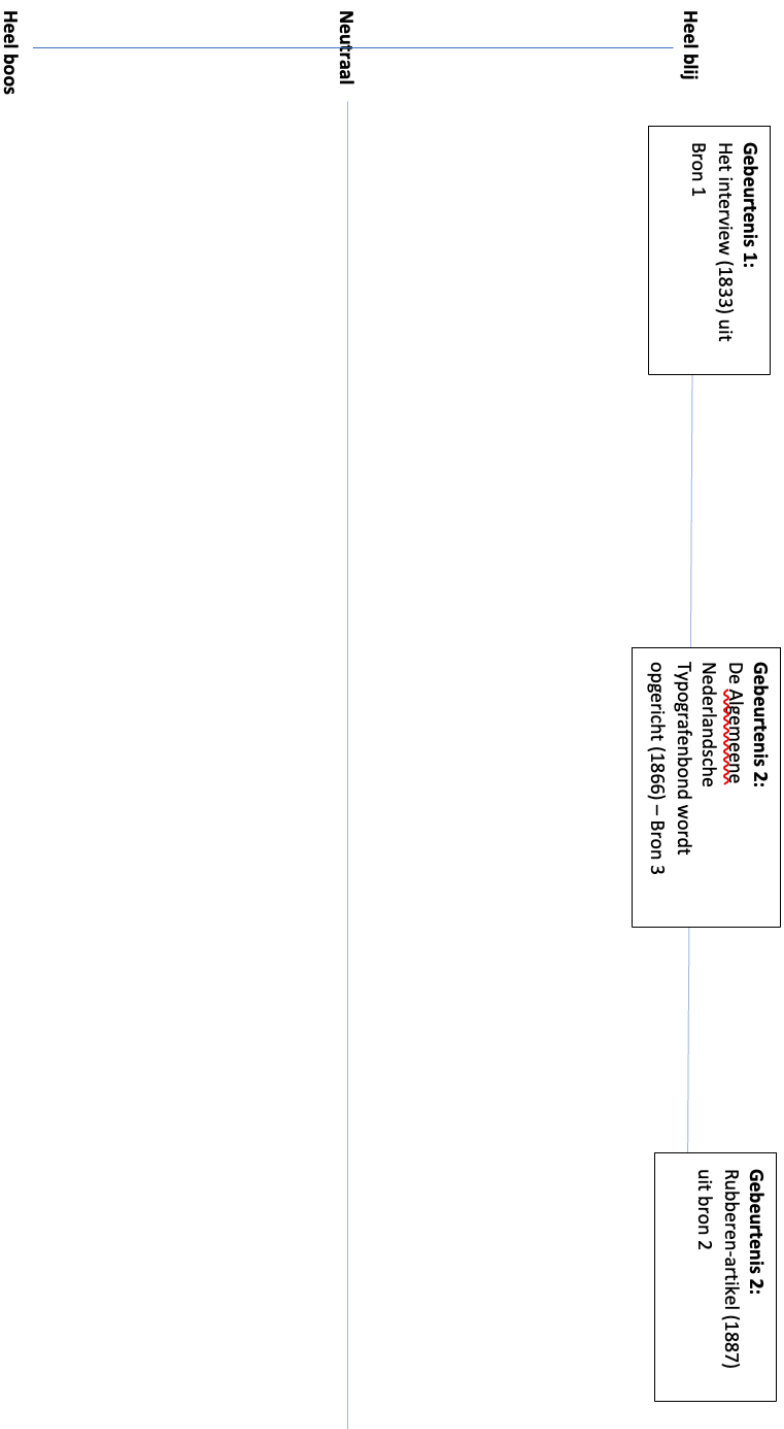 Heel blij
Neutraal
Heel boos
Gebeurtenis 1:
Het interview (1833) uit
Bron 1
Gebeurtenis 2:
De Algemeene
Nederlandsche
Typografenbond wordt
opgericht (1866) – Bron 3
Gebeurtenis 2:
Rubberen-artikel (1887)
uit bron 2